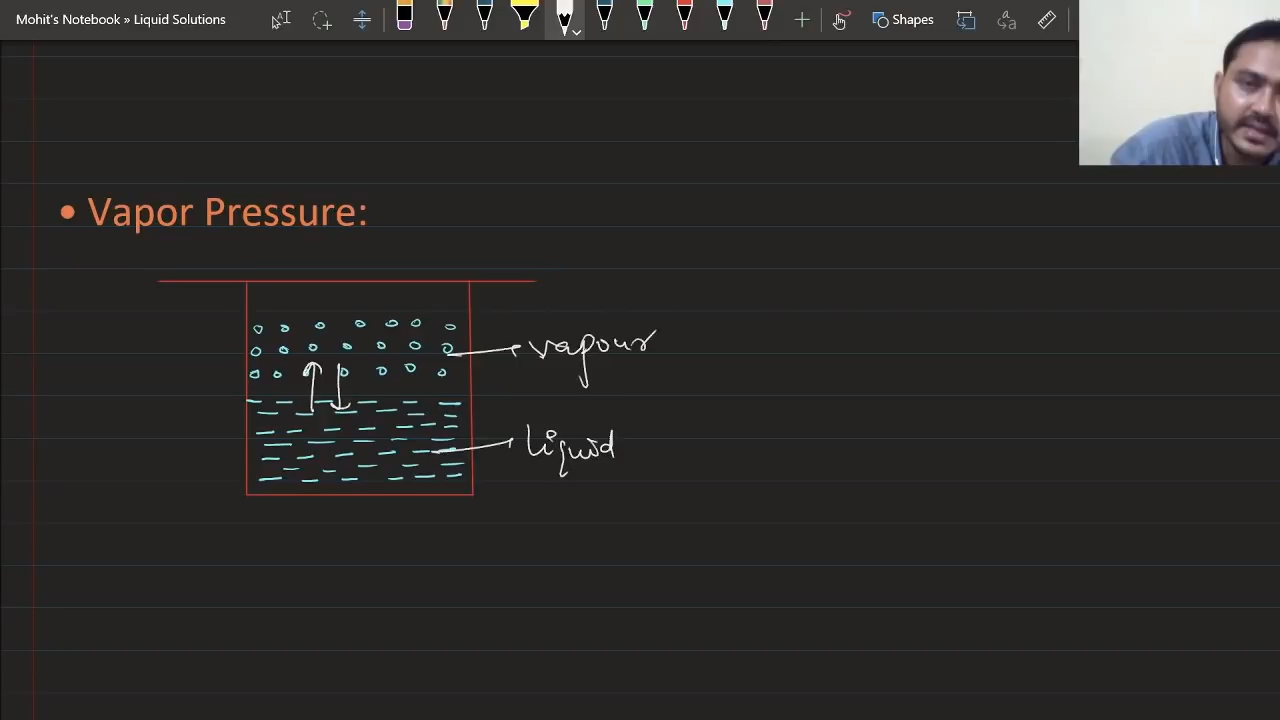 Mohit's Notebook » Liquid Solutions
Shapes
• Vapor Pressure:
vapour
Liquid